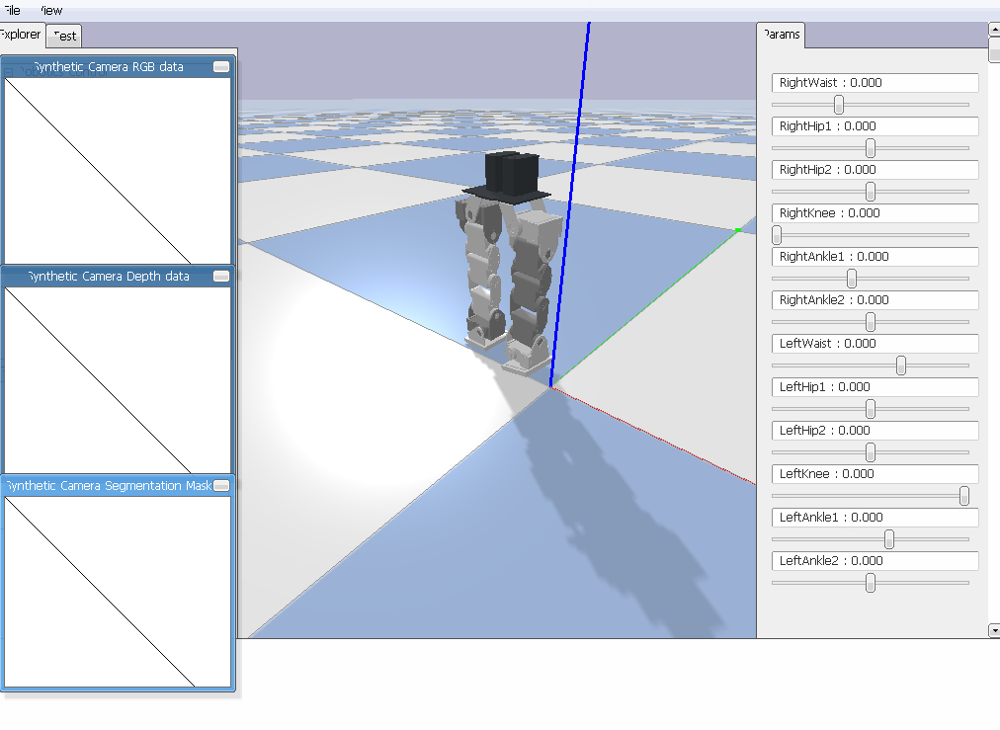 File View
Explorer Test
Synthetic Camera RGB data
Synthetic Camera Depth data
Synthetic Camera Segmentation Mask
Params
RightWaist : 0.000
RightHip1 : 0.000
RightHip2 : 0.000
RightKnee : 0.000
RightAnkle1 : 0.000
RightAnkle2 : 0.000
LeftWaist : 0.000
LeftHip1 : 0.000
LeftHip2 : 0.000
LeftKnee : 0.000
LeftAnkle1 : 0.000
LeftAnkle2 : 0.000